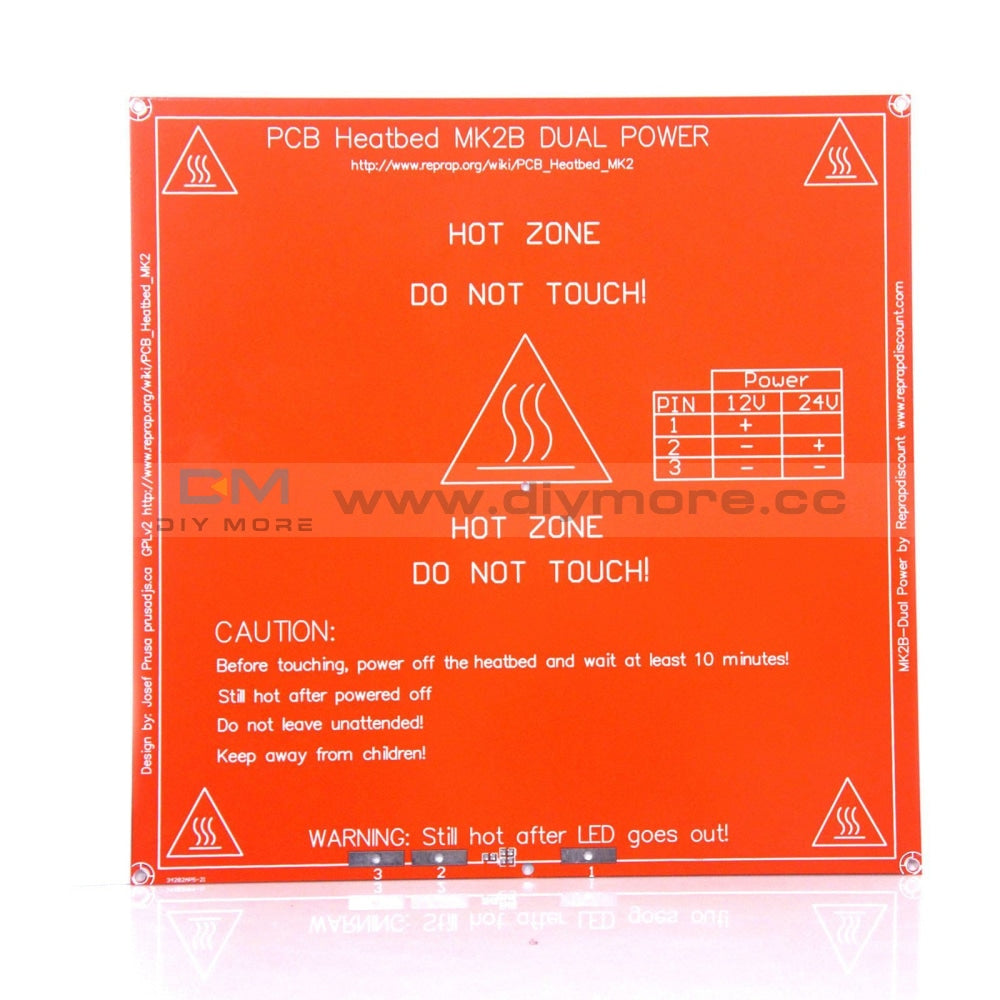 PCB Heatbed MK2B DUAL POWER
http://www.reprap.org/wiki/PCB_Heatbed_MK2
HOT ZONE
DO NOT TOUCH!
Power
PIN 12V 24V
1 +
2 - +
3 - -
DIY MORE
www.diymore.cc
HOT ZONE
DO NOT TOUCH!
CAUTION:
Before touching, power off the heatbed and wait at least 10 minutes!
Still hot after powered off
Do not leave unattended!
Keep away from children!
WARNING: Still hot after LED goes out!
3 2 1
Design by: Josef Prusa prusadjs.ca GPLv2 http://www.reprap.org/wiki/PCB_Heatbed_MK2
MK2B-Dual Power by Reprapdiscount www.reprapdiscount.com